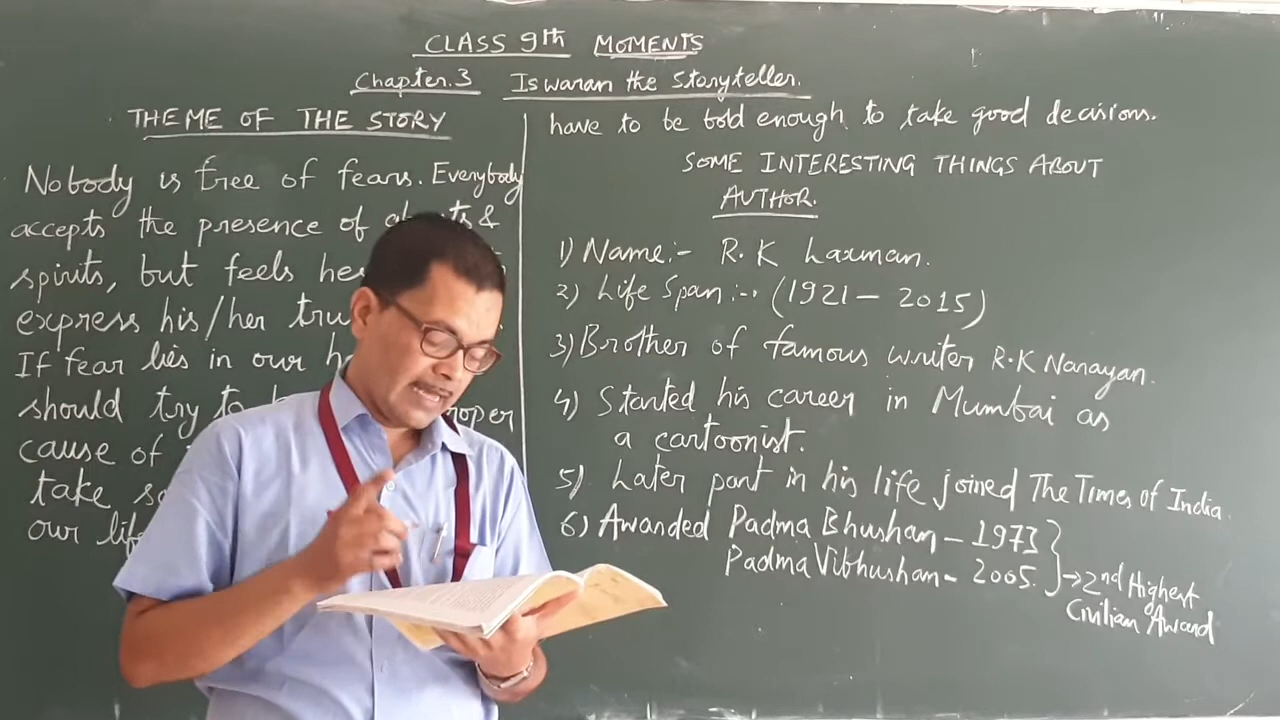 CLASS 9th MOMENTS
Chapter.3 Iswaran the Storyteller.
THEME OF THE STORY
Nobody is free of fears. Everybody
accepts the presence of &
spirits, but feels
express his/her
If fear lies in our
should try to
cause of
take
our
have to be bold enough to take good decisions.
SOME INTERESTING THINGS ABOUT
AUTHOR.
1) Name:- R.K Laxman.
2) Life Span:- (1921 - 2015)
3) Brother of famous writer R.K Narayan.
4) Started his career in Mumbai as
a cartoonist.
5) Later part in his life joined The Times of India.
6) Awarded Padma Bhushan - 1973
Padma Vibhushan - 2005. → 2nd Highest
Civilian Award